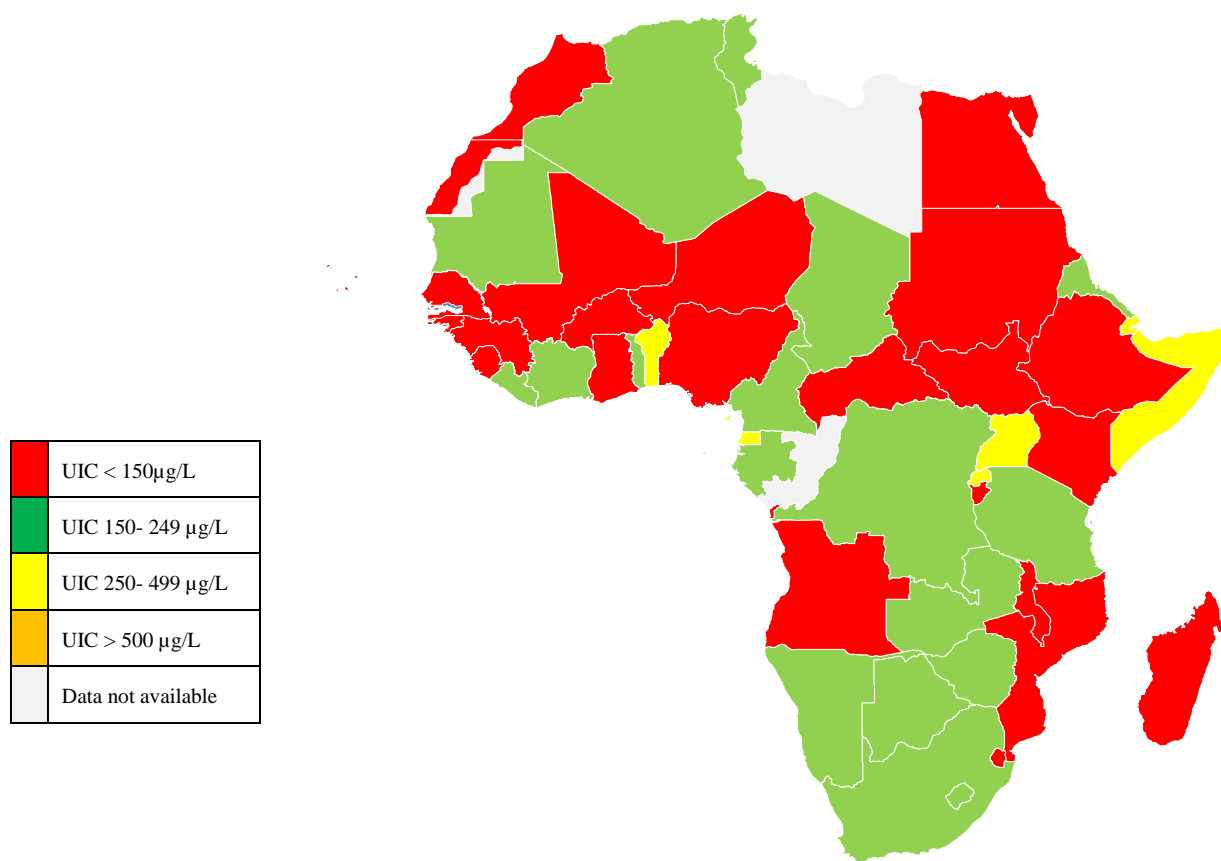 UIC < 150µg/L
UIC 150- 249 µg/L
UIC 250- 499 µg/L
UIC > 500 µg/L
Data not available